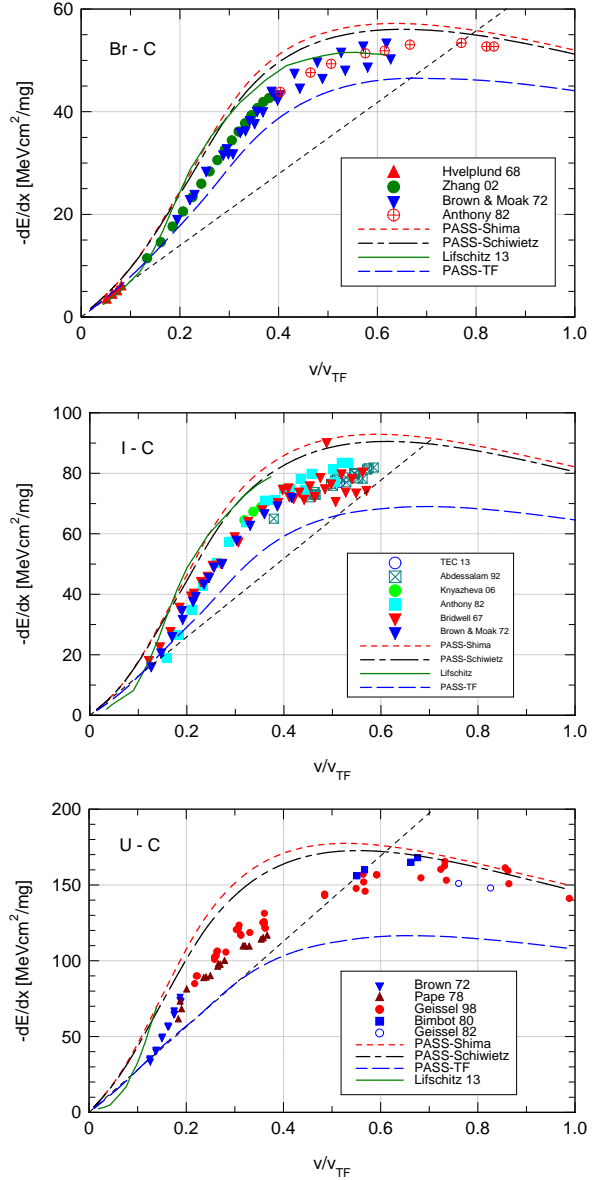 60
Br - C
40
-dE/dx [MeVcm²/mg]
20
0
Hvelplund 68
Zhang 02
Brown & Moak 72
Anthony 82
PASS-Shima
PASS-Schiwietz
Lifschitz 13
PASS-TF
0 0.2 0.4 0.6 0.8 1.0
v/v_TF
100
I - C
80
60
-dE/dx [MeVcm²/mg]
40
20
0
TEC 13
Abdessalam 92
Knyazheva 06
Anthony 82
Bridwell 67
Brown & Moak 72
PASS-Shima
PASS-Schiwietz
Lifschitz
PASS-TF
0 0.2 0.4 0.6 0.8 1.0
v/v_TF
200
U - C
150
-dE/dx [MeVcm²/mg]
100
50
0
Brown 72
Pape 78
Geissel 98
Bimbot 80
Geissel 82
PASS-Shima
PASS-Schiwietz
PASS-TF
Lifschitz 13
0 0.2 0.4 0.6 0.8 1.0
v/v_TF